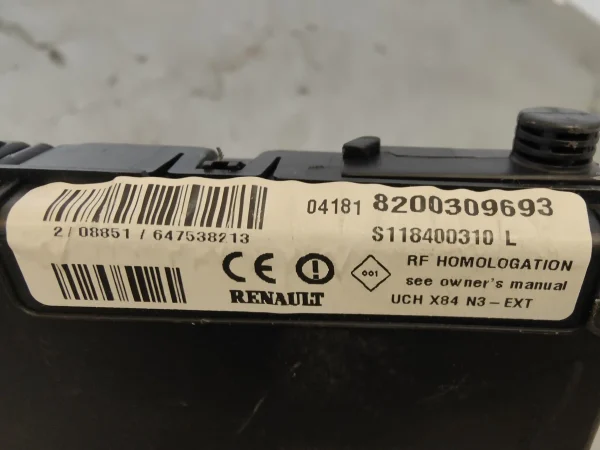 04181 8200309693
2/08851/647538213
S118400310 L
CE
001
RF HOMOLOGATION
see owner's manual
RENAULT
UCH X84 N3-EXT